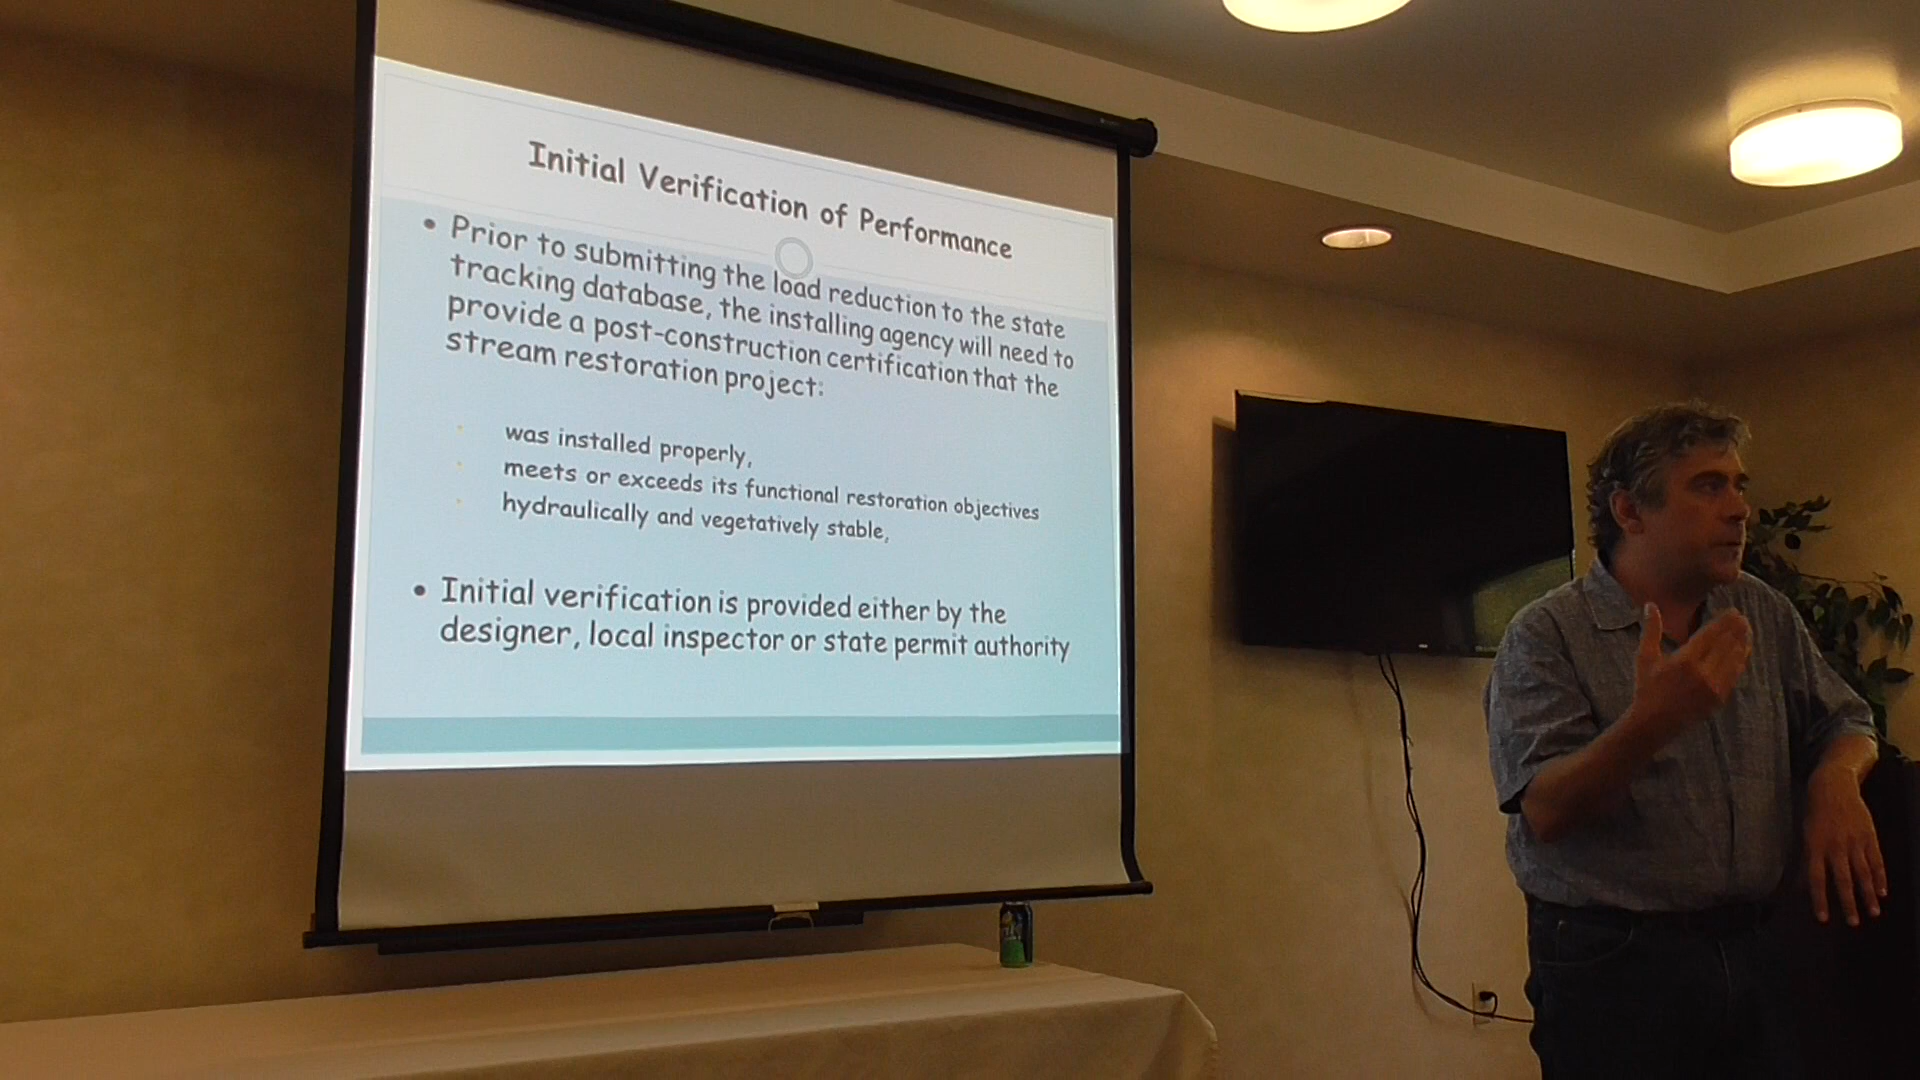 Initial Verification of Performance
• Prior to submitting the load reduction to the state
tracking database, the installing agency will need to
provide a post-construction certification that the
stream restoration project:
· was installed properly,
· meets or exceeds its functional restoration objectives
· hydraulically and vegetatively stable,
• Initial verification is provided either by the
designer, local inspector or state permit authority